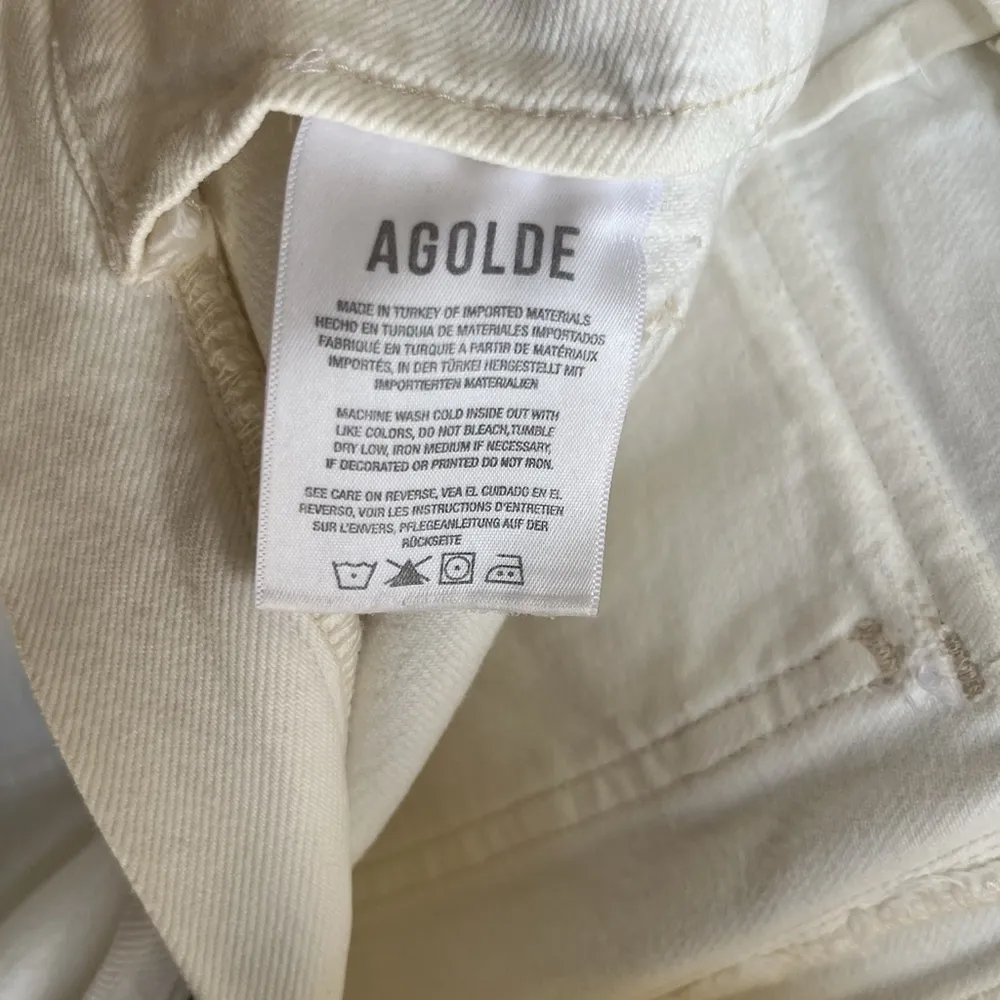 AGOLDE
MADE IN TURKEY OF IMPORTED MATERIALS
HECHO EN TURQUIA DE MATERIALES IMPORTADOS
FABRIQUÉ EN TURQUIE A PARTIR DE MATÉRIAUX
IMPORTÉS, IN DER TÜRKEI HERGESTELLT MIT
IMPORTIERTEN MATERIALIEN
MACHINE WASH COLD INSIDE OUT WITH
LIKE COLORS, DO NOT BLEACH, TUMBLE
DRY LOW, IRON MEDIUM IF NECESSARY,
IF DECORATED OR PRINTED DO NOT IRON.
SEE CARE ON REVERSE, VEA EL CUIDADO EN EL
REVERSO, VOIR LES INSTRUCTIONS D'ENTRETIEN
SUR L'ENVERS, PFLEGEANLEITUNG AUF DER
RÜCKSEITE